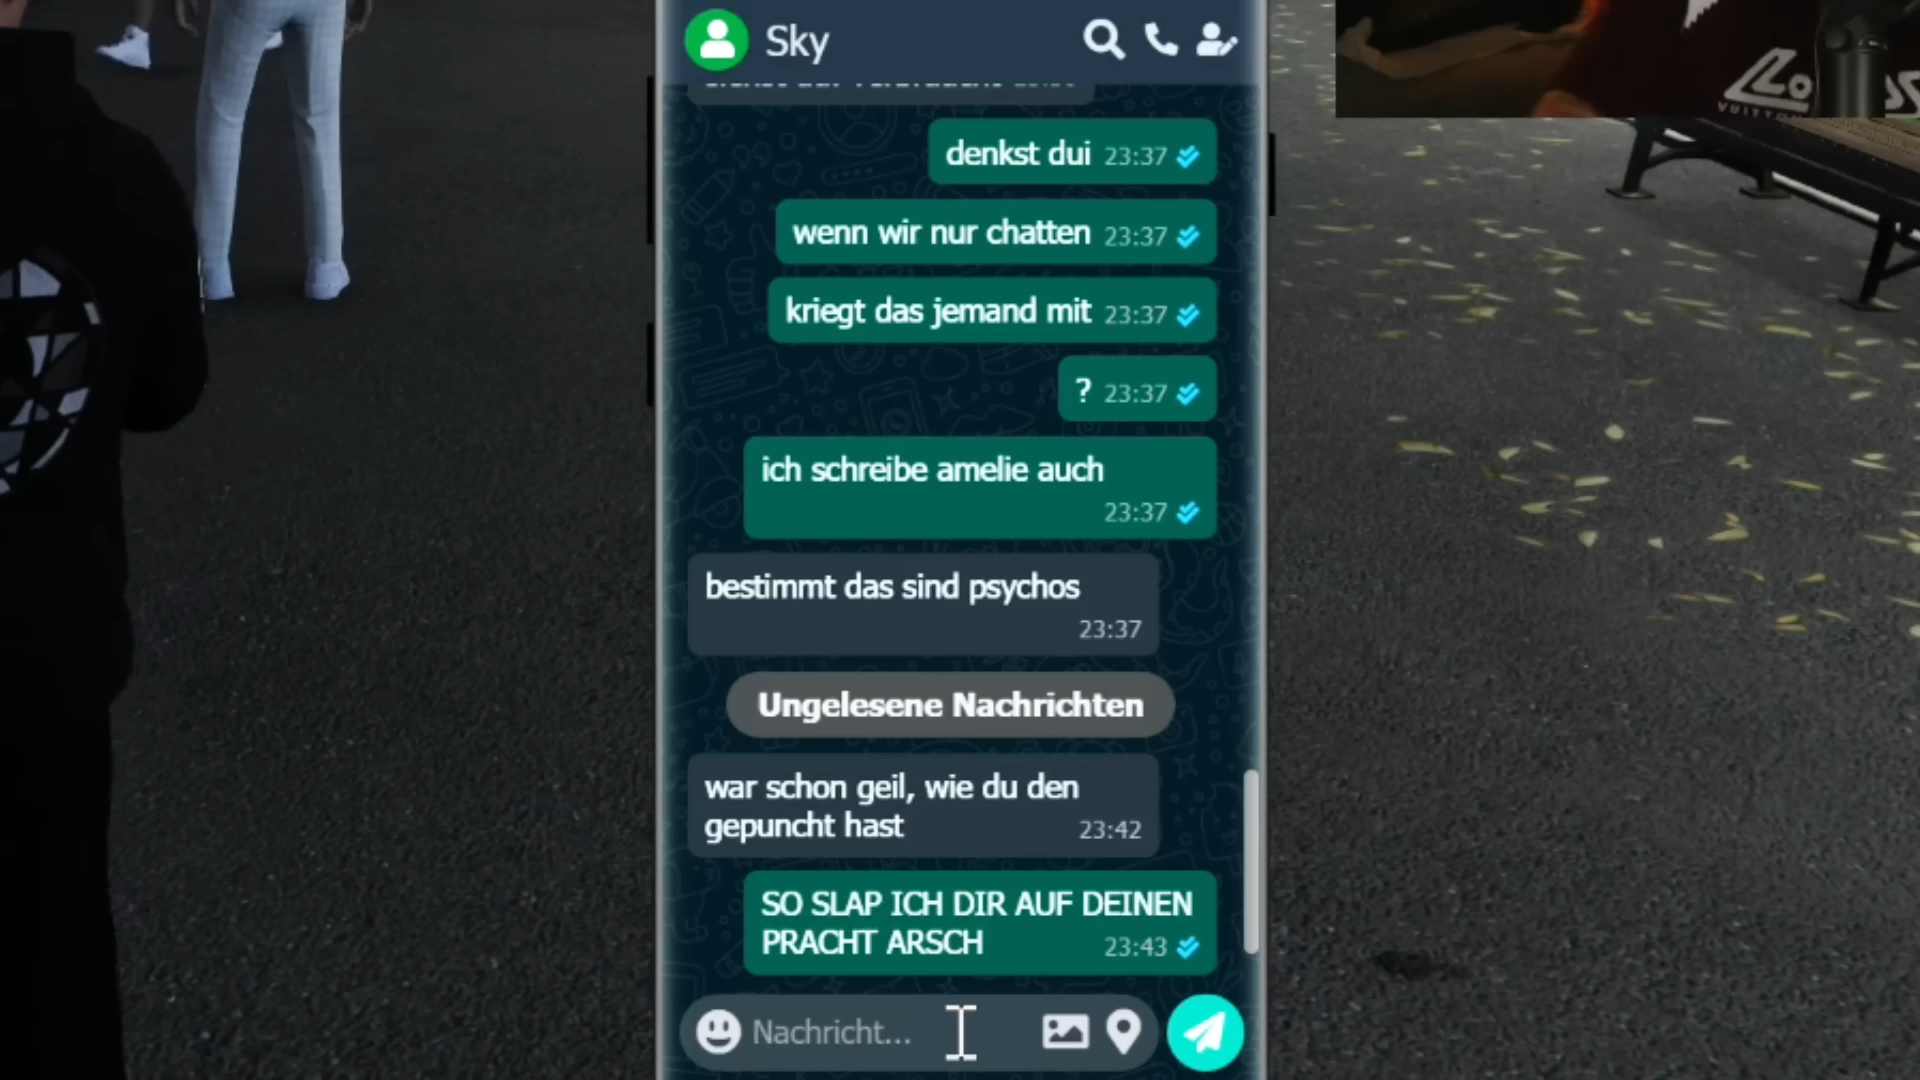 Sky
denkst dui 23:37
wenn wir nur chatten 23:37
kriegt das jemand mit 23:37
? 23:37
ich schreibe amelie auch
23:37
bestimmt das sind psychos
23:37
Ungelesene Nachrichten
war schon geil, wie du den
gepuncht hast 23:42
SO SLAP ICH DIR AUF DEINEN
PRACHT ARSCH 23:43
Nachricht...